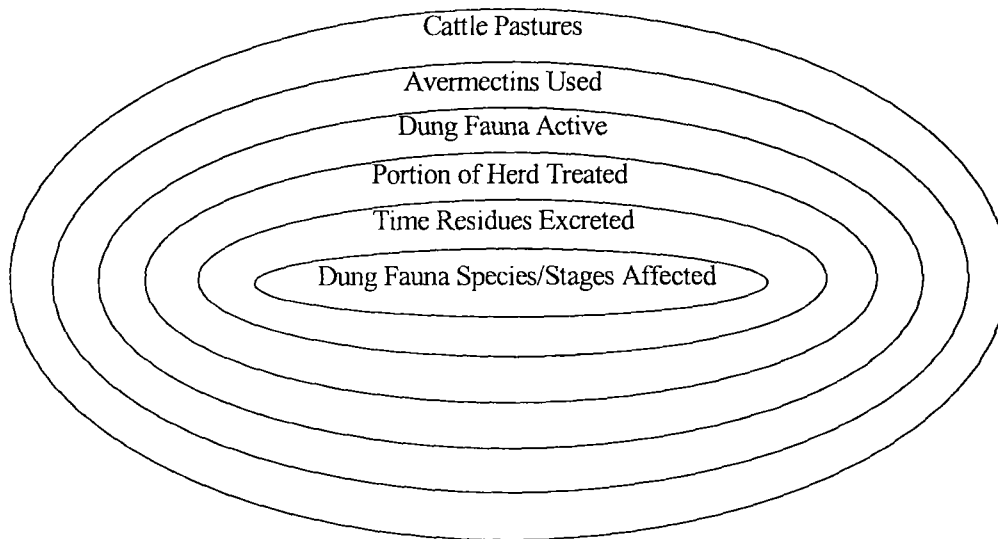 Cattle Pastures
Avermectins Used
Dung Fauna Active
Portion of Herd Treated
Time Residues Excreted
Dung Fauna Species/Stages Affected